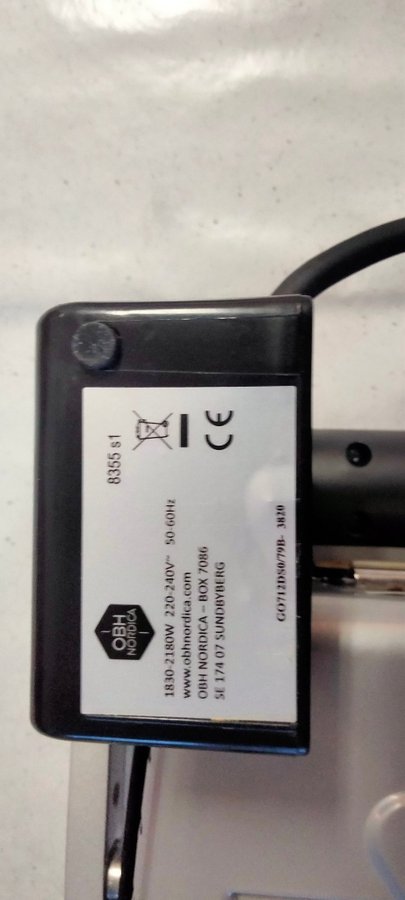 OBH
NORDICA
8355 s1
1830-2180W 220-240V~ 50-60Hz
www.obhnordica.com
OBH NORDICA – BOX 7086
SE 174 07 SUNDBYBERG
CE
GO712DS0/79B- 3820